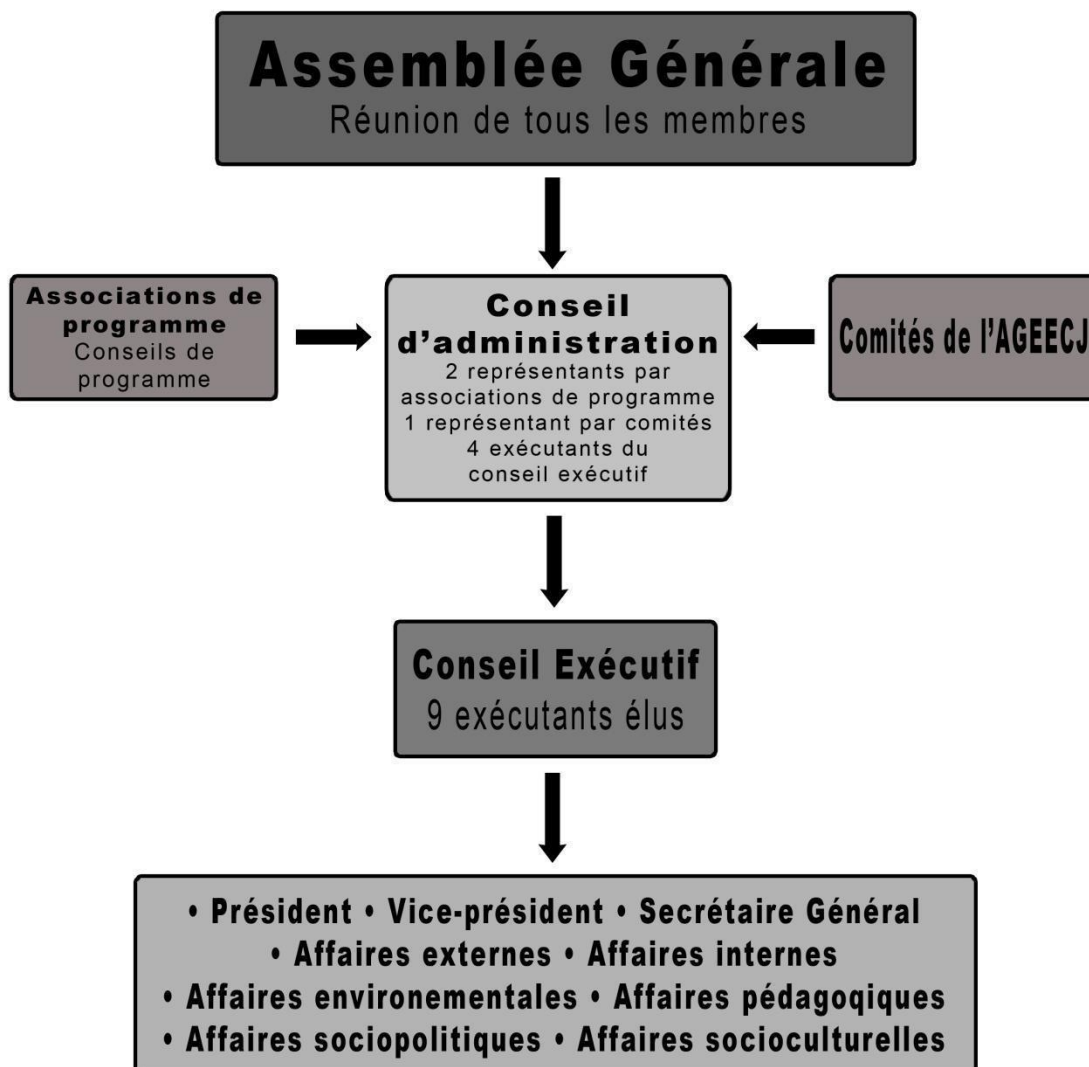 Assemblée Générale
Réunion de tous les membres
Associations de
programme
Conseils de
programme
Conseil
d'administration
2 représentants par
associations de programme
1 représentant par comités
4 exécutants du
conseil exécutif
Comités de l'AGEECJ
Conseil Exécutif
9 exécutants élus
• Président • Vice-président • Secrétaire Général
• Affaires externes • Affaires internes
• Affaires environementales • Affaires pédagoqiques
• Affaires sociopolitiques • Affaires socioculturelles